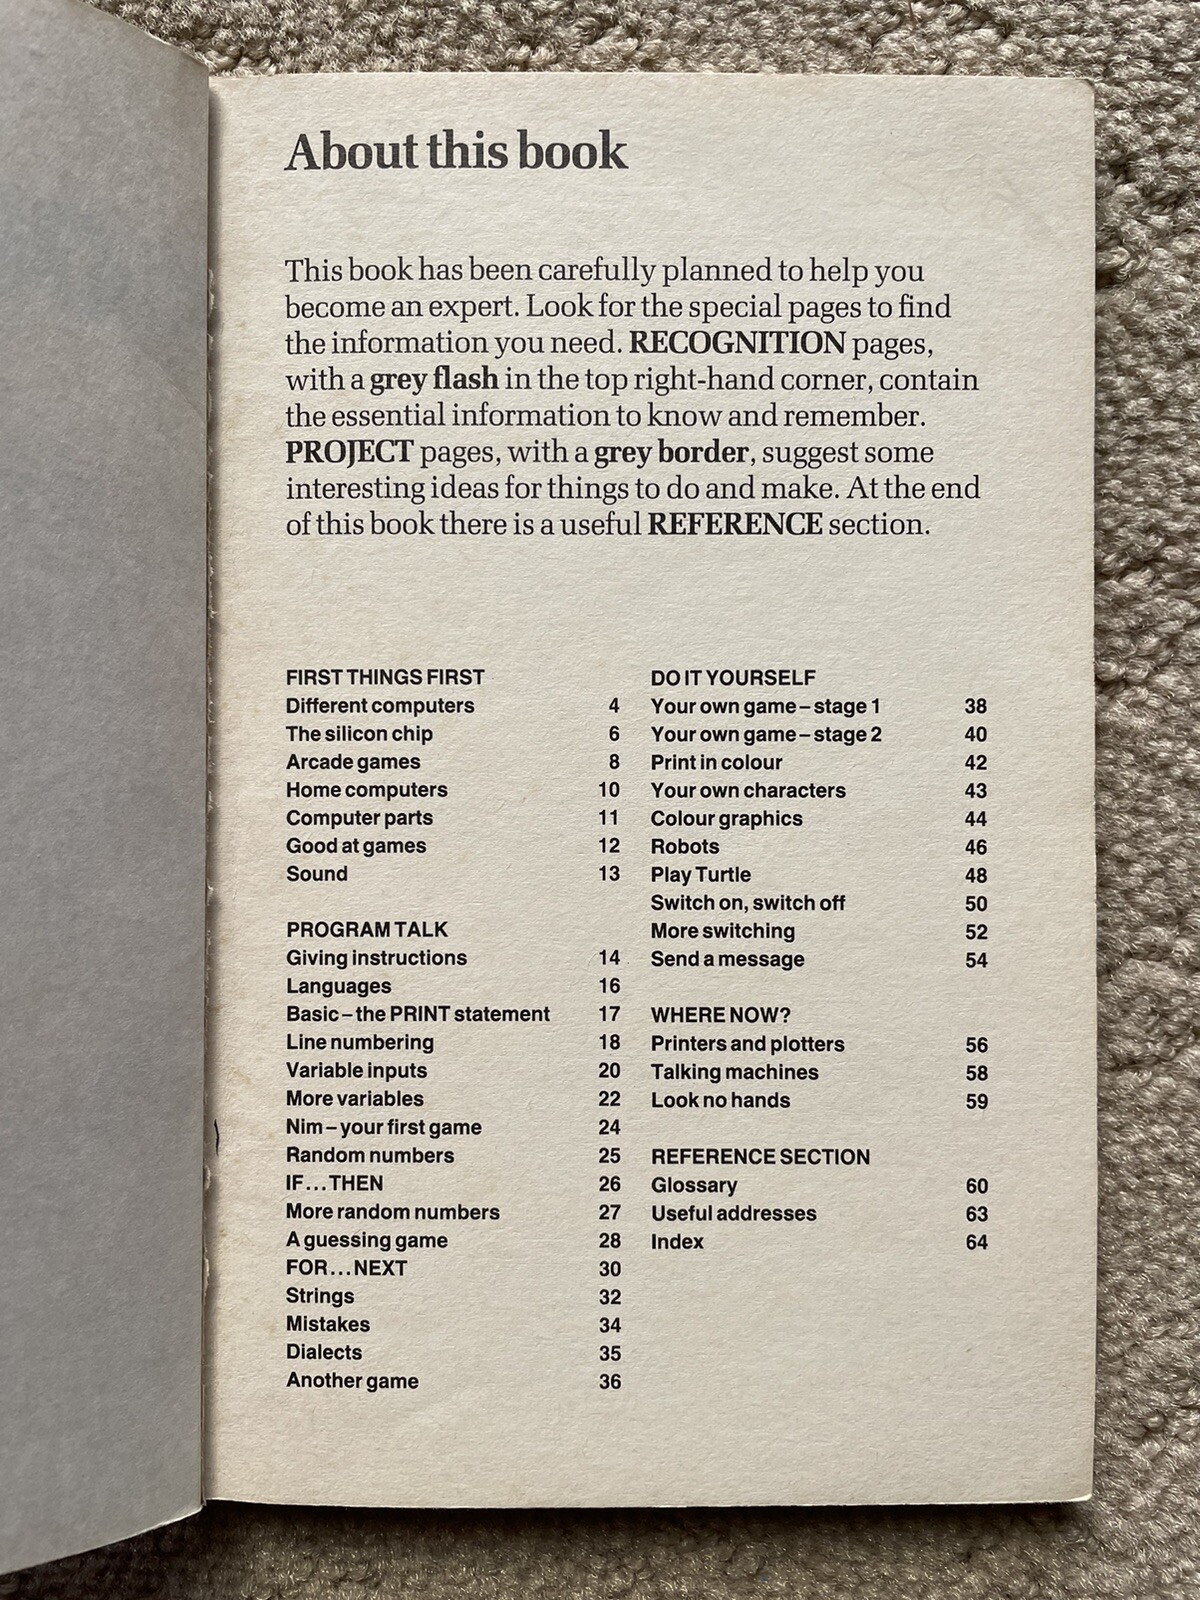 About this book
This book has been carefully planned to help you
become an expert. Look for the special pages to find
the information you need. RECOGNITION pages,
with a grey flash in the top right-hand corner, contain
the essential information to know and remember.
PROJECT pages, with a grey border, suggest some
interesting ideas for things to do and make. At the end
of this book there is a useful REFERENCE section.
FIRST THINGS FIRST
Different computers 4
The silicon chip 6
Arcade games 8
Home computers 10
Computer parts 11
Good at games 12
Sound 13
PROGRAM TALK
Giving instructions 14
Languages 16
Basic – the PRINT statement 17
Line numbering 18
Variable inputs 20
More variables 22
Nim – your first game 24
Random numbers 25
IF...THEN 26
More random numbers 27
A guessing game 28
FOR...NEXT 30
Strings 32
Mistakes 34
Dialects 35
Another game 36
DO IT YOURSELF
Your own game – stage 1 38
Your own game – stage 2 40
Print in colour 42
Your own characters 43
Colour graphics 44
Robots 46
Play Turtle 48
Switch on, switch off 50
More switching 52
Send a message 54
WHERE NOW?
Printers and plotters 56
Talking machines 58
Look no hands 59
REFERENCE SECTION
Glossary 60
Useful addresses 63
Index 64